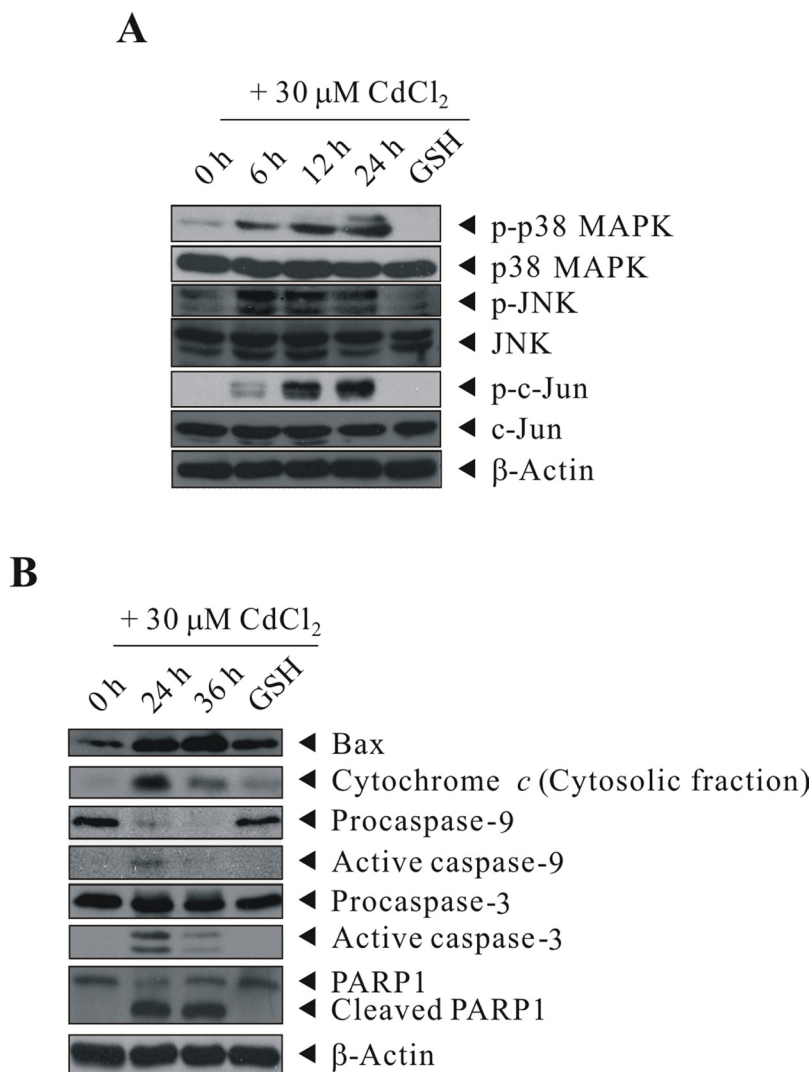 A
+ 30 μM CdCl₂
0 h 6 h 12 h 24 h GSH
◄ p-p38 MAPK
◄ p38 MAPK
◄ p-JNK
◄ JNK
◄ p-c-Jun
◄ c-Jun
◄ β-Actin
B
+ 30 μM CdCl₂
0 h 24 h 36 h GSH
◄ Bax
◄ Cytochrome c (Cytosolic fraction)
◄ Procaspase-9
◄ Active caspase-9
◄ Procaspase-3
◄ Active caspase-3
◄ PARP1
◄ Cleaved PARP1
◄ β-Actin